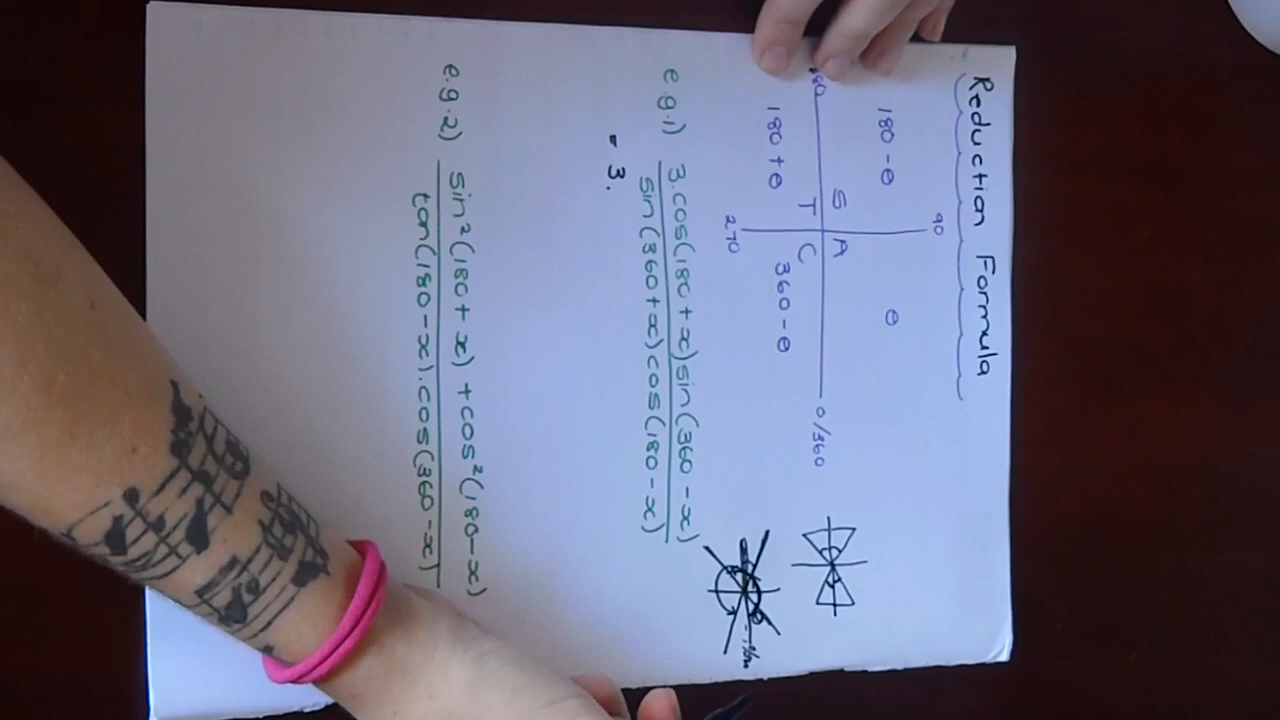 Reduction Formula
90
180 - θ
θ
S A
180
0/360
T C
180 + θ
360 - θ
270
e.g.1) 3.cos(180 + x)sin(360 - x)
sin(360 + x)cos(180 - x)
= 3.
e.g.2) sin²(180 + x) + cos²(180 - x)
tan(180 - x).cos(360 - x)